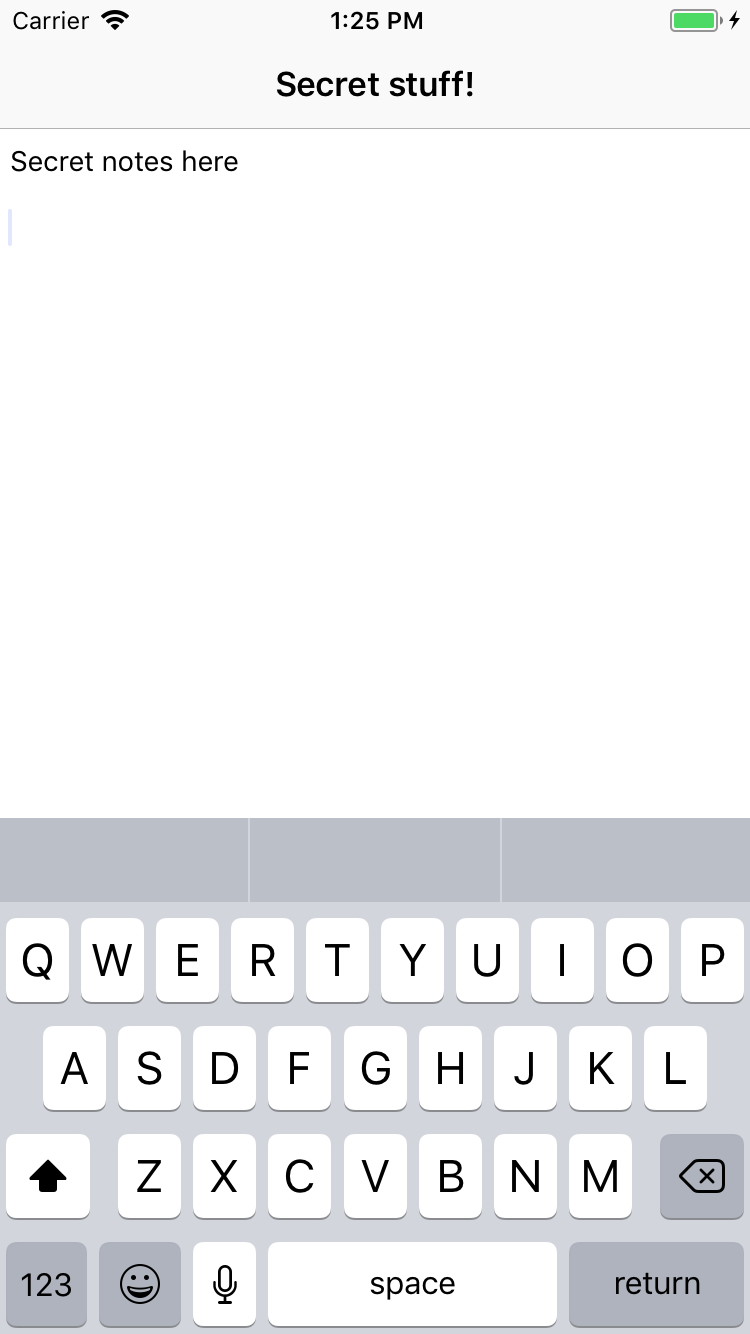 Carrier 1:25 PM
Secret stuff!
Secret notes here
Q W E R T Y U I O P
A S D F G H J K L
Z X C V B N M
123 space return